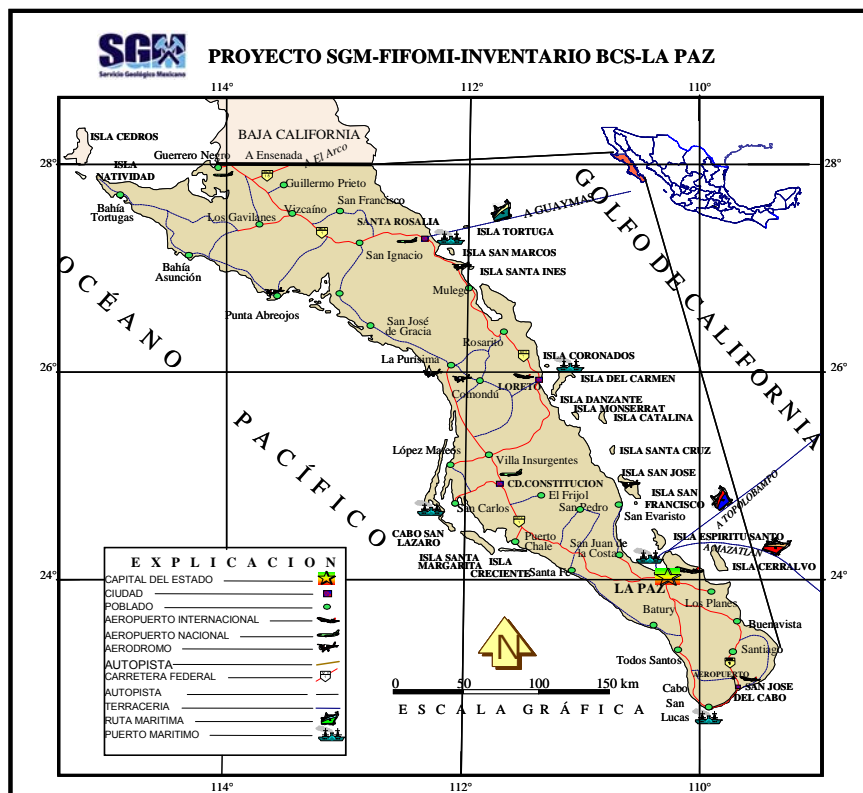 SGM
Servicio Geológico Mexicano
PROYECTO SGM-FIFOMI-INVENTARIO BCS-LA PAZ
114°
112°
110°
ISLA CEDROS
BAJA CALIFORNIA
Guerrero Negro
A Ensenada
A El Arco
28°
28°
ISLA
NATIVIDAD
Guillermo Prieto
San Francisco
Bahía
Tortugas
Los Gavilanes
Vizcaíno
SANTA ROSALIA
A GUAYMAS
ISLA TORTUGA
GOLFO DE CALIFORNIA
San Ignacio
ISLA SAN MARCOS
Bahía
Asunción
ISLA SANTA INES
OCÉANO
Mulegé
Punta Abreojos
San José
de Gracia
Rosarito
La Purisima
ISLA CORONADOS
26°
26°
LORETO
ISLA DEL CARMEN
Comondú
ISLA DANZANTE
ISLA MONSERRAT
ISLA CATALINA
PACÍFICO
López Mateos
Villa Insurgentes
ISLA SANTA CRUZ
CD.CONSTITUCION
ISLA SAN JOSE
El Frijol
ISLA SAN
FRANCISCO
San Carlos
San Pedro
San Evaristo
A TOPOLOBAMPO
CABO SAN
LAZARO
Puerto
Chale
San Juan de
la Costa
ISLA ESPIRITU SANTO
A MAZATLAN
ISLA SANTA
MARGARITA
ISLA
CRECIENTE
Santa Fé
ISLA CERRALVO
24°
24°
LA PAZ
Los Planes
Batury
Buenavista
Todos Santos
Santiago
AEROPUERTO
Cabo
San
Lucas
SAN JOSE
DEL CABO
EXPLICACION
CAPITAL DEL ESTADO
CIUDAD
POBLADO
AEROPUERTO INTERNACIONAL
AEROPUERTO NACIONAL
AERODROMO
AUTOPISTA
CARRETERA FEDERAL
AUTOPISTA
TERRACERIA
RUTA MARITIMA
PUERTO MARITIMO
N
0
50
100
150 km
ESCALA GRÁFICA
114°
112°
110°